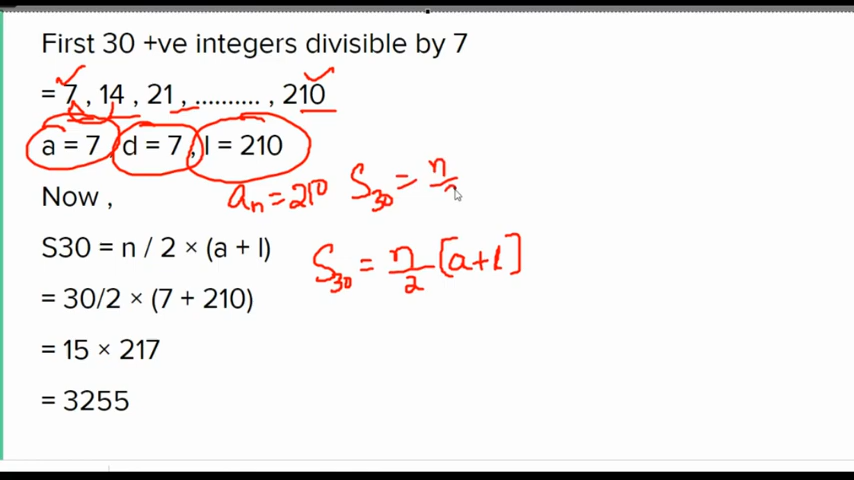 First 30 +ve integers divisible by 7
= 7 , 14 , 21 , .......... , 210
a = 7 , d = 7 , l = 210
Now ,
aₙ = 210 S₃₀ = n/
S30 = n / 2 × (a + l)
S₃₀ = n/2 [a+l]
= 30/2 × (7 + 210)
= 15 × 217
= 3255